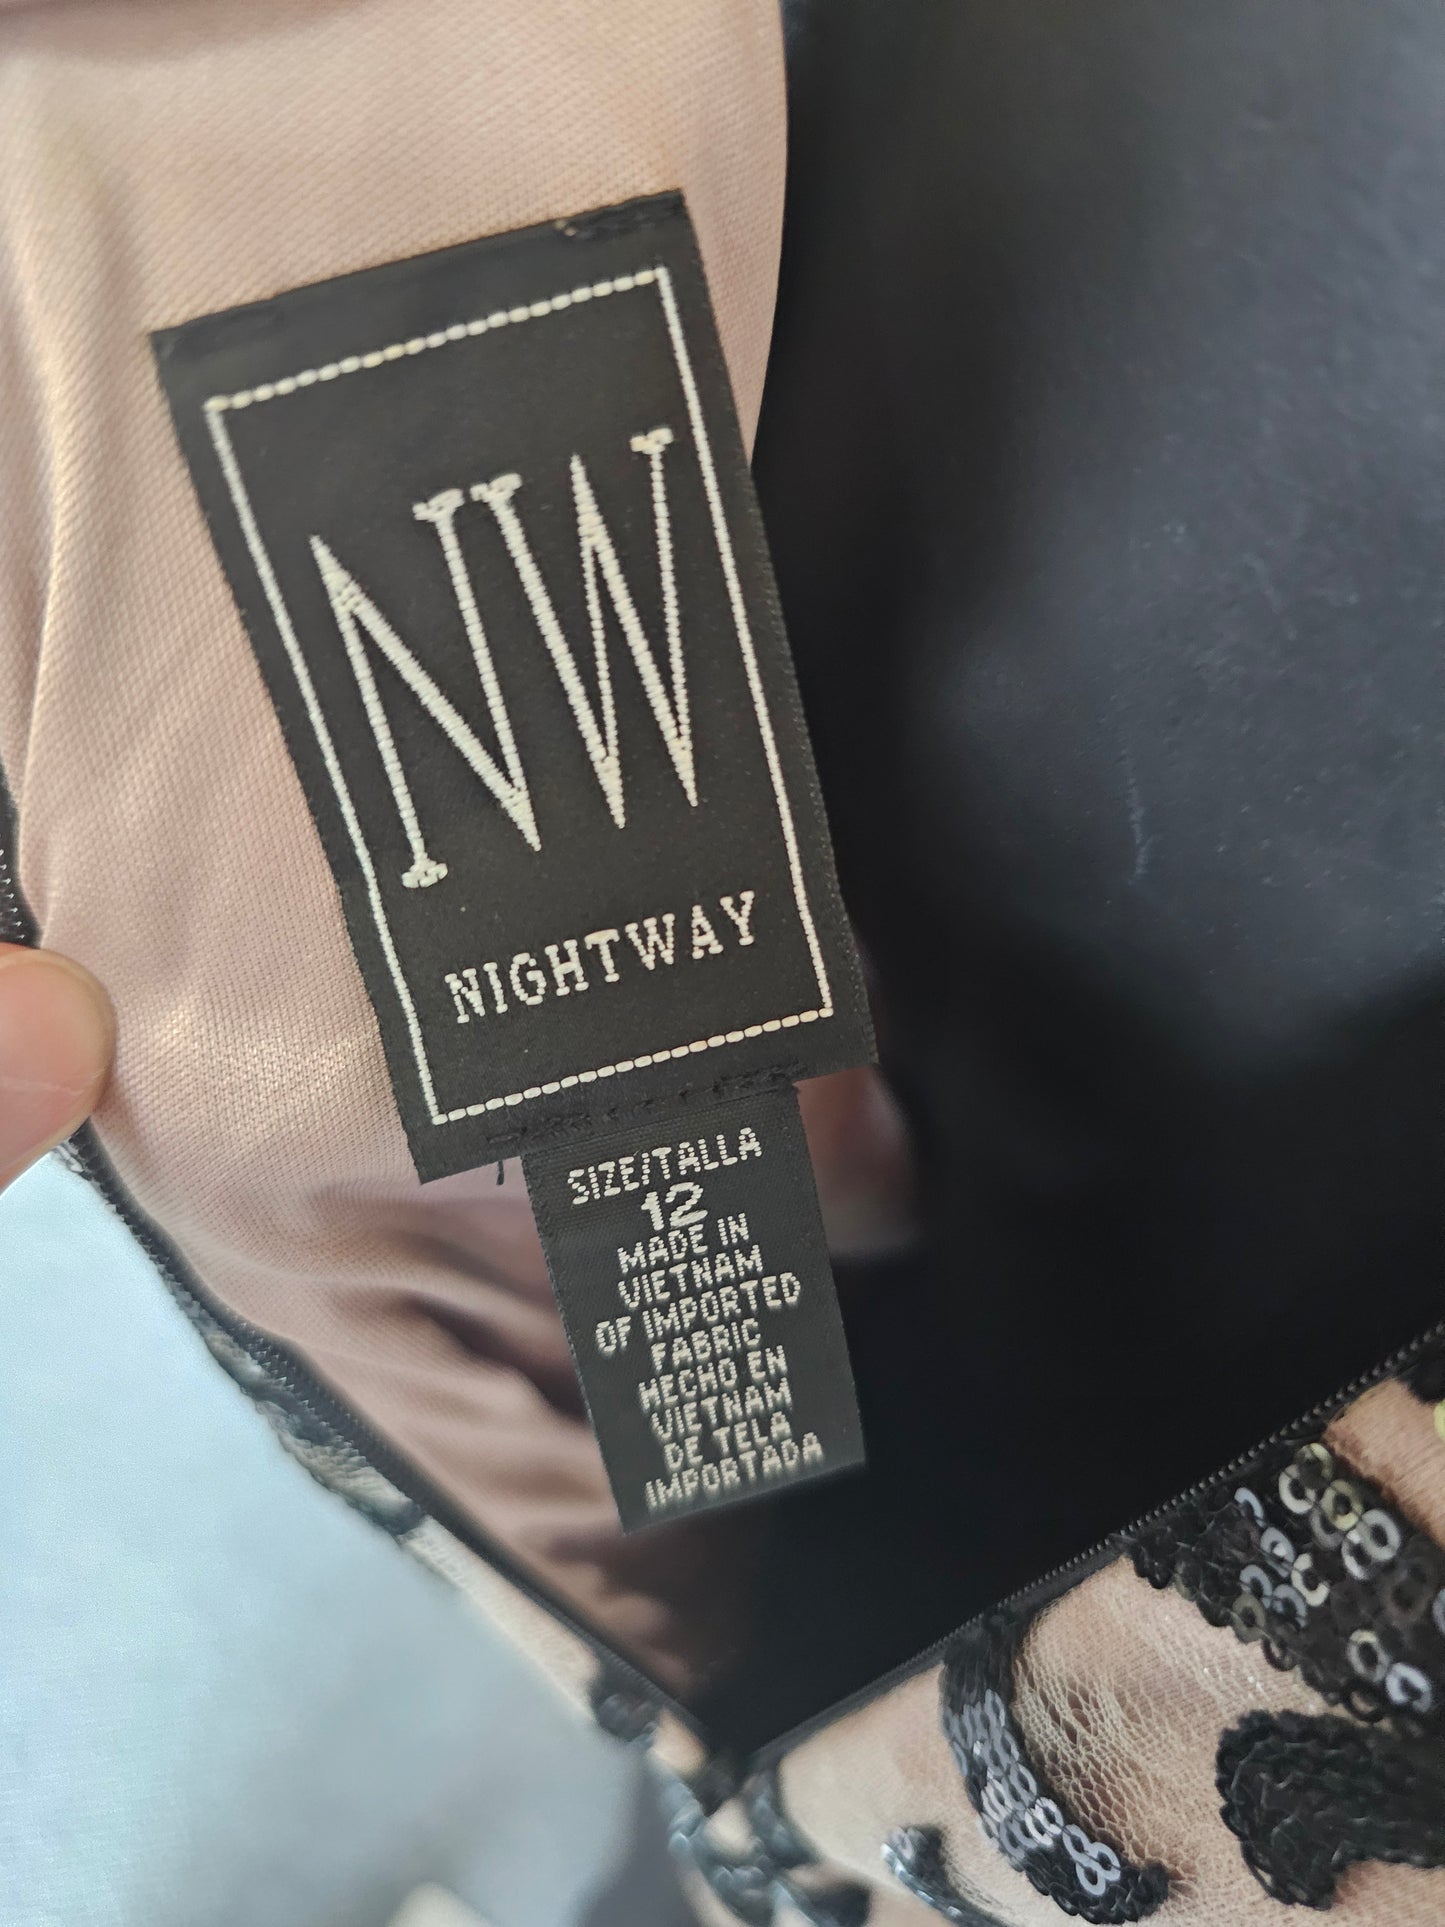 NW
NIGHTWAY
SIZE/TALLA
12
MADE IN
VIETNAM
OF IMPORTED
FABRIC
HECHO EN
VIETNAM
DE TELA
IMPORTADA